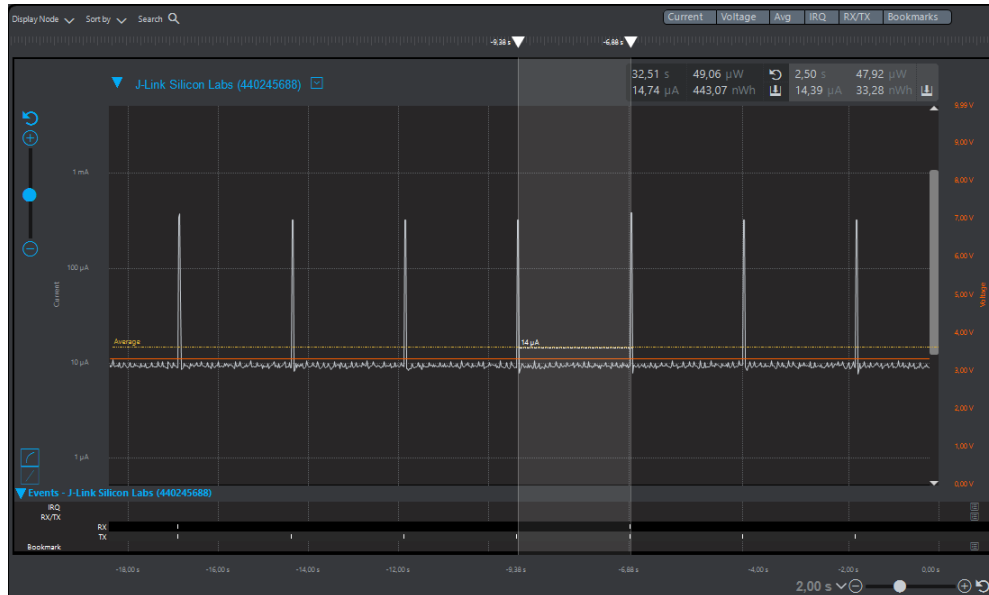 Display Node Sort by Search
Current Voltage Avg IRQ RX/TX Bookmarks
-9,38 s -6,88 s
J-Link Silicon Labs (440245688)
32,51 s 49,06 µW 2,50 s 47,92 µW
14,74 µA 443,07 nWh 14,39 µA 33,28 nWh
9,99 V
8,00 V
1 mA
8,00 V
7,00 V
6,00 V
100 µA
Current
5,00 V
Voltage
4,00 V
Average
14 µA
10 µA
3,00 V
2,00 V
1,00 V
1 µA
0,00 V
Events - J-Link Silicon Labs (440245688)
IRQ
RX/TX
RX
TX
Bookmark
-18,00 s -16,00 s -14,00 s -12,00 s -9,38 s -6,88 s -4,00 s -2,00 s 0,00 s
2,00 s